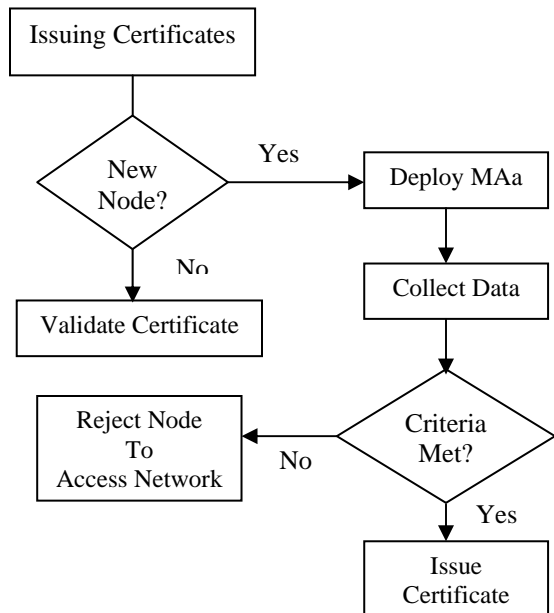 Issuing Certificates
New
Node?
Yes
Deploy MAa
No
Collect Data
Validate Certificate
Reject Node
To
Access Network
No
Criteria
Met?
Yes
Issue
Certificate